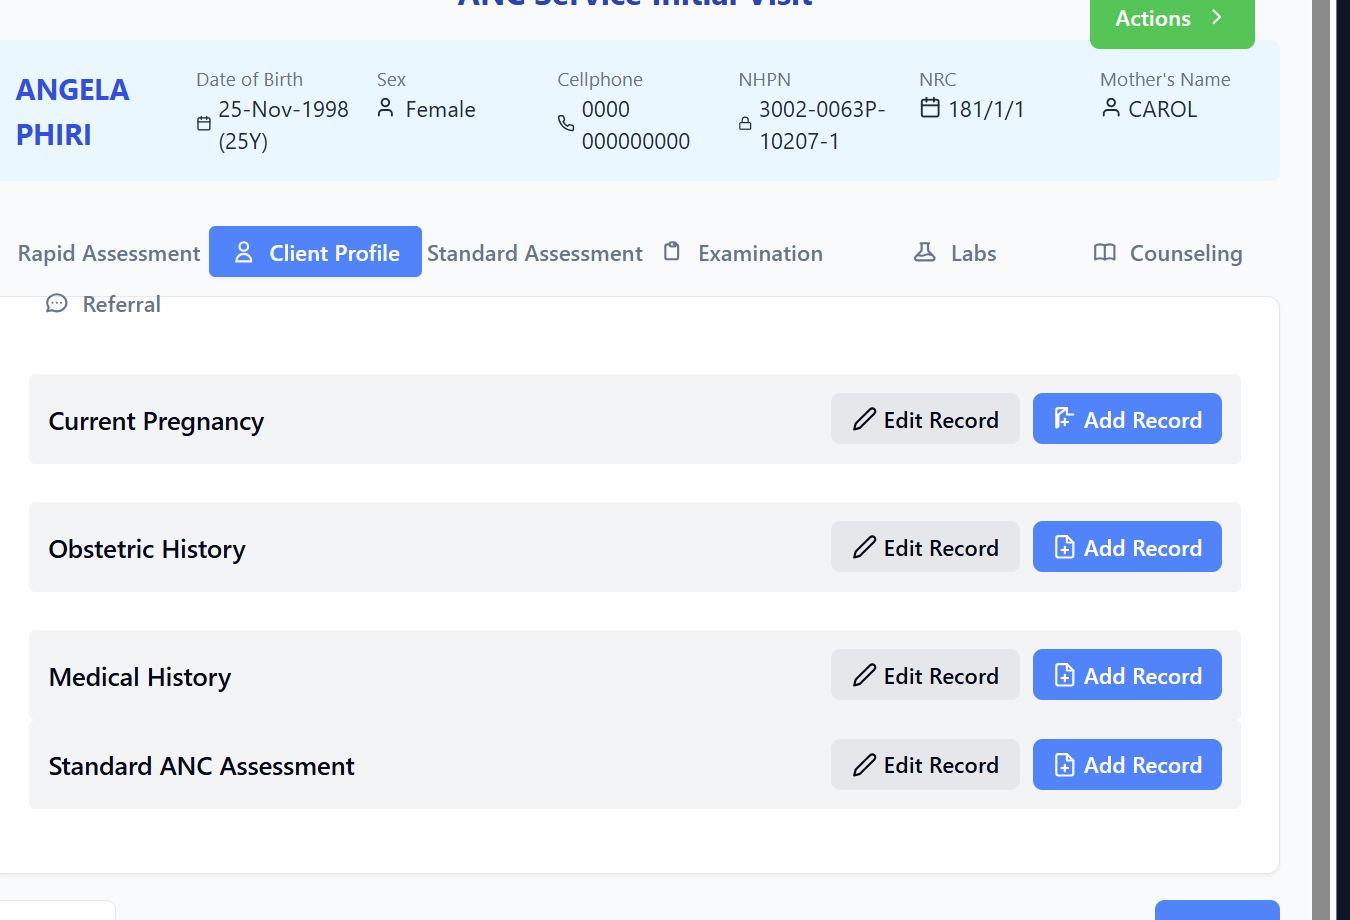 ANC Service Initial Visit
Actions
ANGELA
PHIRI
Date of Birth
25-Nov-1998
(25Y)
Sex
Female
Cellphone
0000
000000000
NHPN
3002-0063P-
10207-1
NRC
181/1/1
Mother's Name
CAROL
Rapid Assessment Client Profile Standard Assessment Examination Labs Counseling
Referral
Current Pregnancy Edit Record Add Record
Obstetric History Edit Record Add Record
Medical History Edit Record Add Record
Standard ANC Assessment Edit Record Add Record